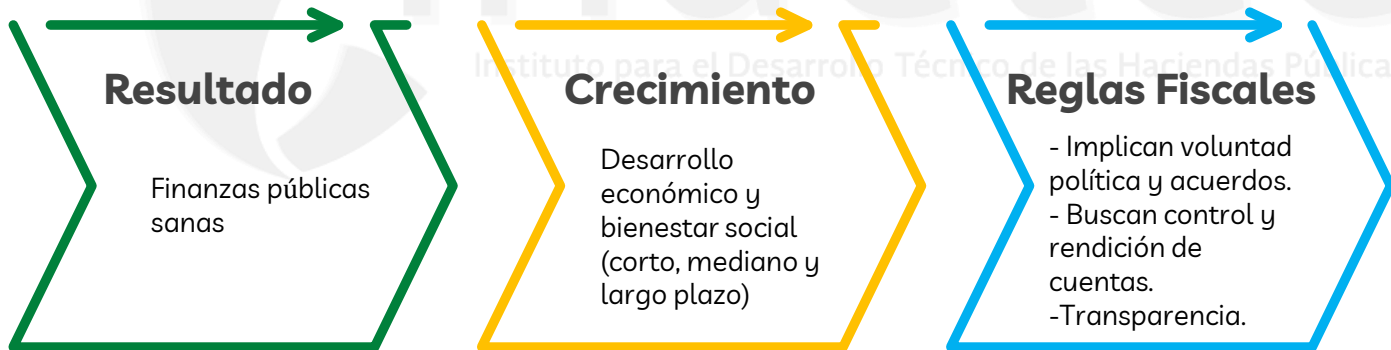 Instituto para el Desarrollo Técnico de las Haciendas Pública
Resultado
Finanzas públicas
sanas
Crecimiento
Desarrollo
económico y
bienestar social
(corto, mediano y
largo plazo)
Reglas Fiscales
- Implican voluntad
política y acuerdos.
- Buscan control y
rendición de
cuentas.
-Transparencia.